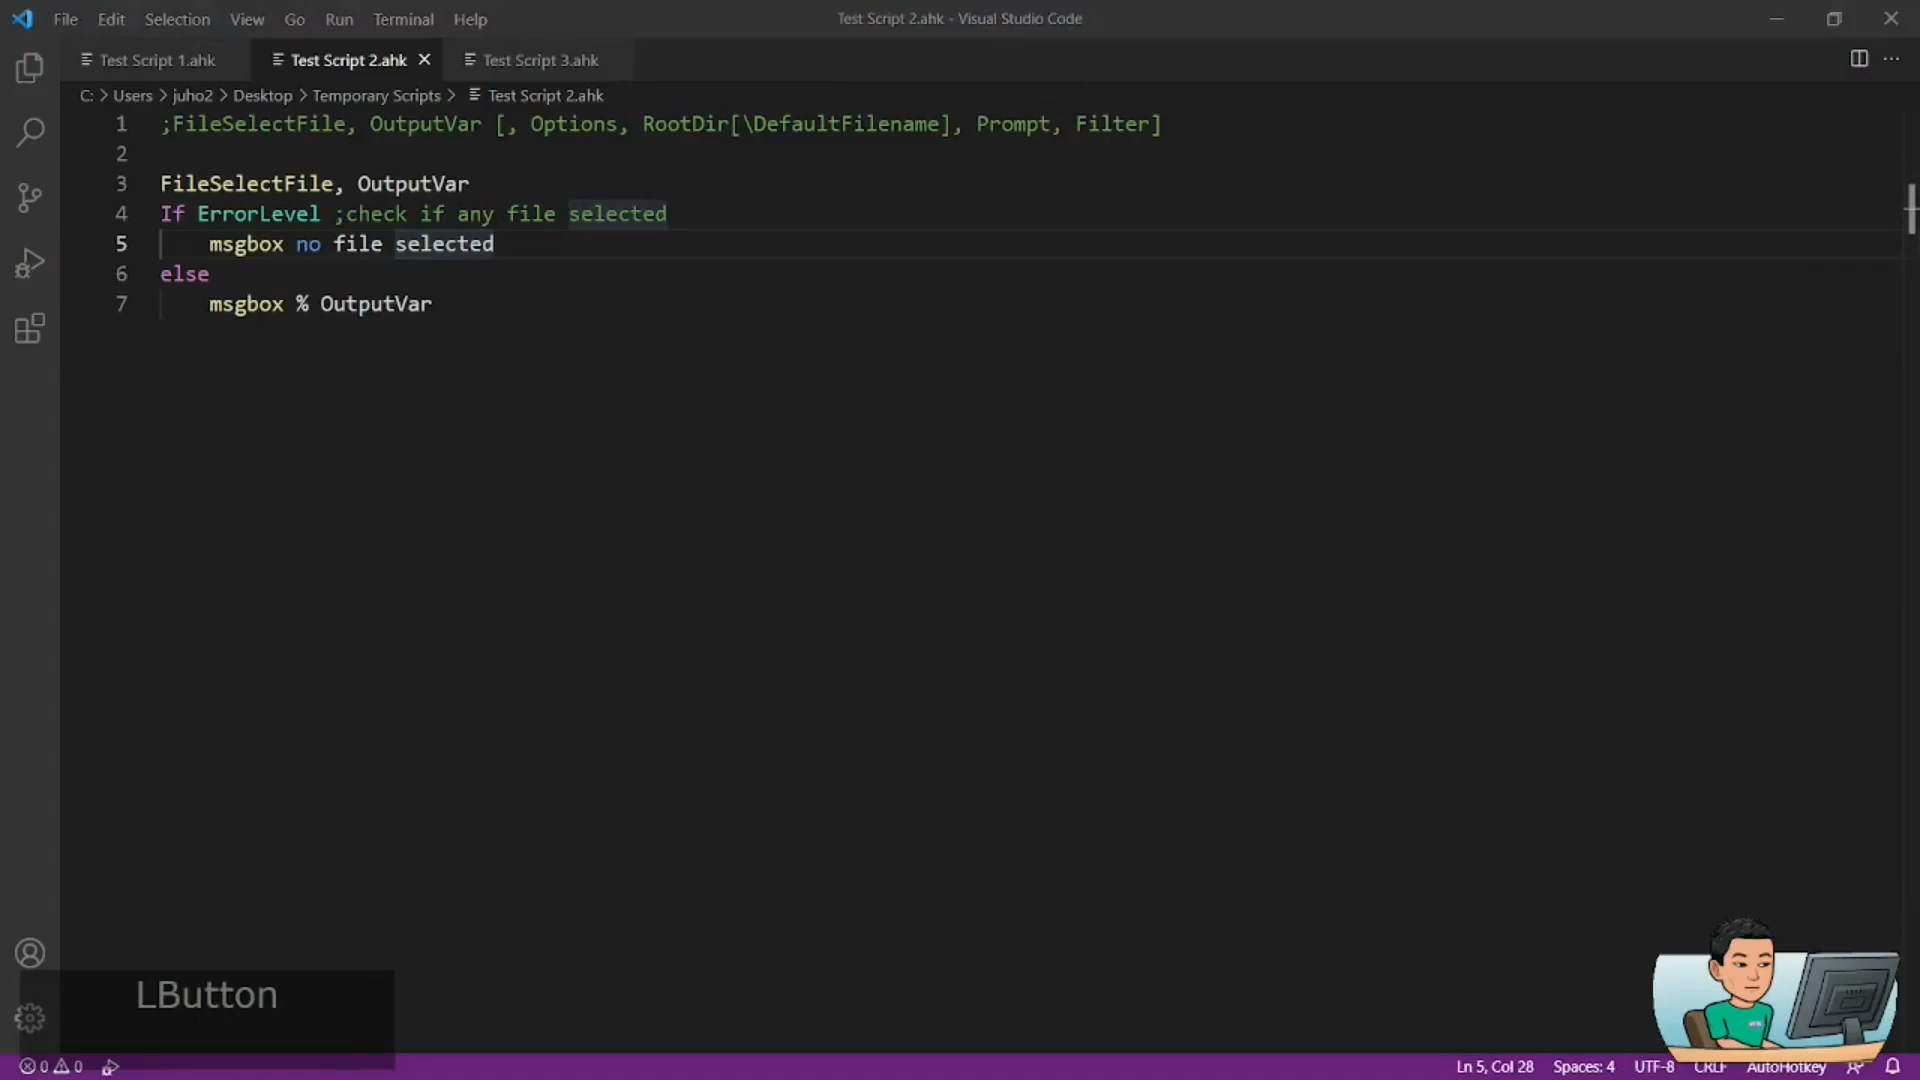 File Edit Selection View Go Run Terminal Help
Test Script 2.ahk - Visual Studio Code
Test Script 1.ahk
Test Script 2.ahk
Test Script 3.ahk
C: > Users > juho2 > Desktop > Temporary Scripts > Test Script 2.ahk
1 ;FileSelectFile, OutputVar [, Options, RootDir[\DefaultFilename], Prompt, Filter]
2
3 FileSelectFile, OutputVar
4 If ErrorLevel ;check if any file selected
5 msgbox no file selected
6 else
7 msgbox % OutputVar
LButton
0 0
Ln 5, Col 28 Spaces: 4 UTF-8 CRLF AutoHotkey